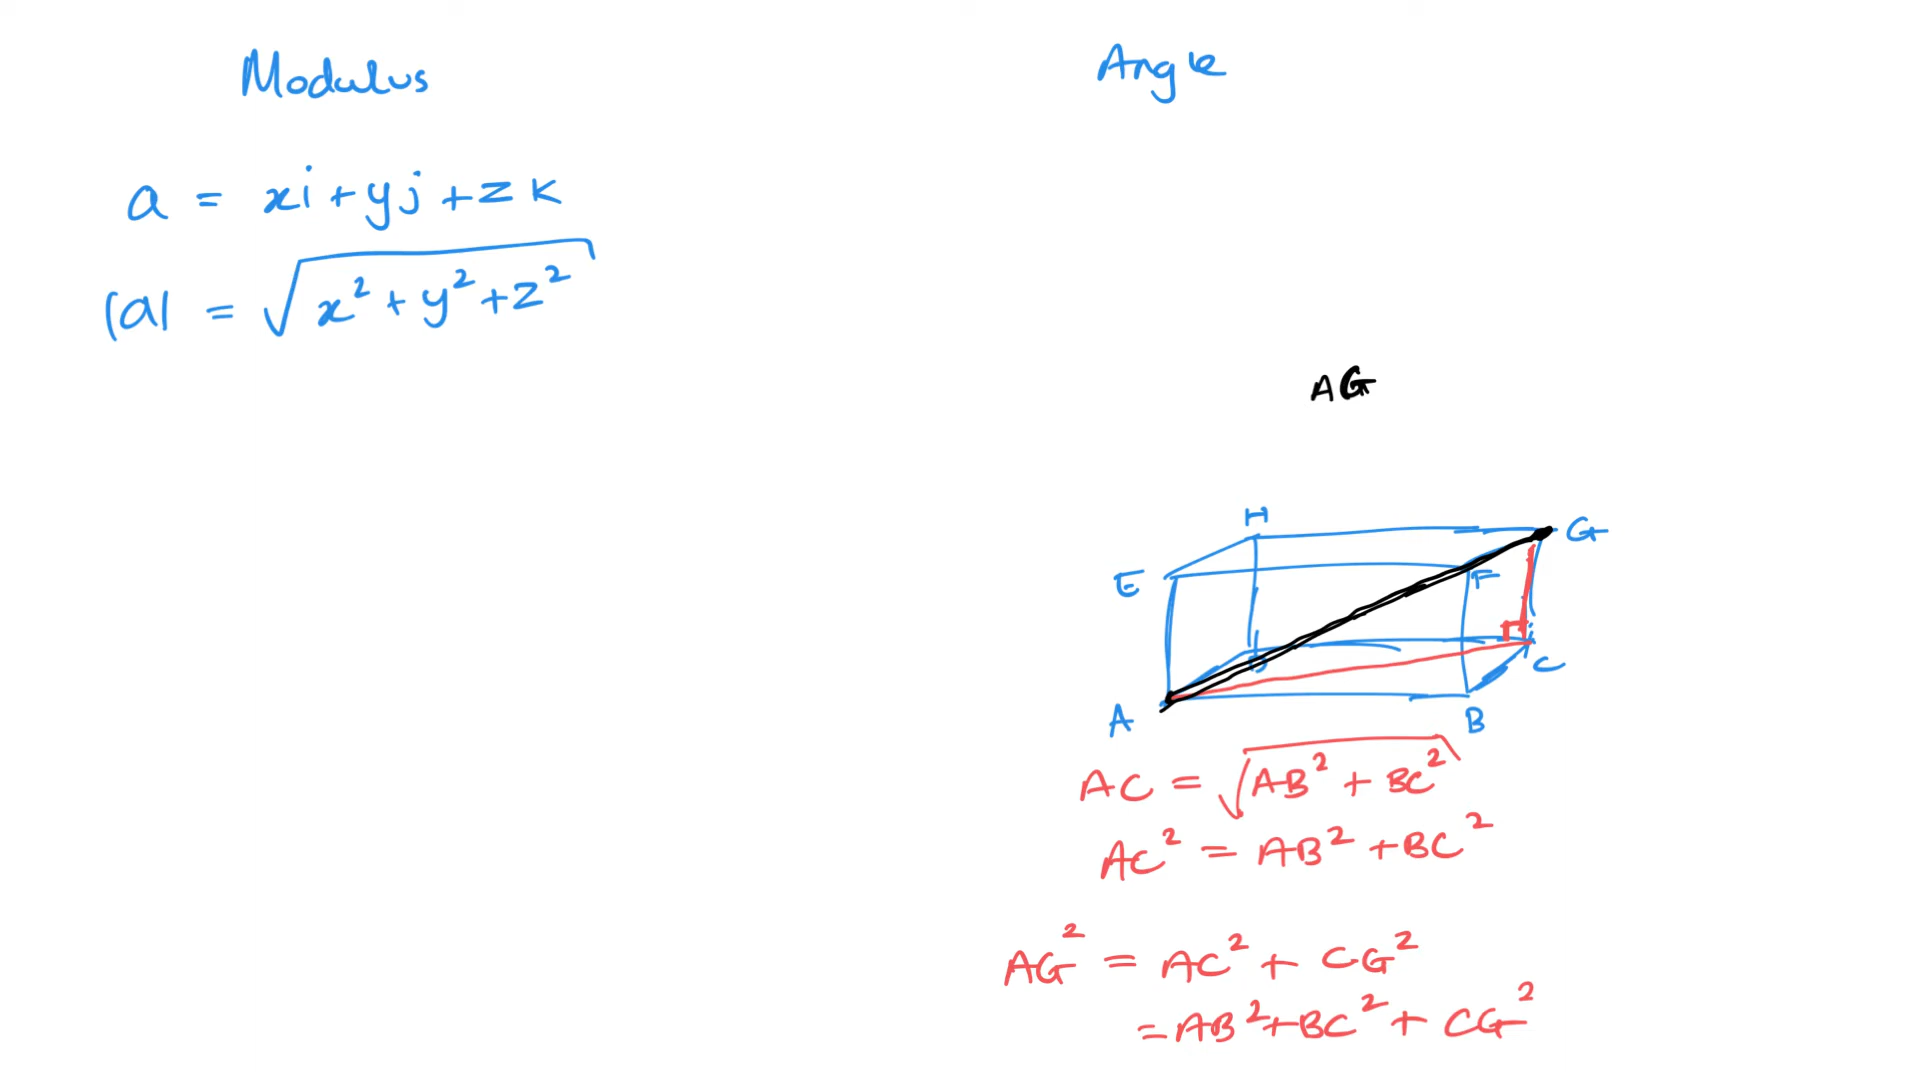 Modulus
Angle
a = xi + yj + zk
|a| = √(x² + y² + z²)
AG
H
G
E
F
D
C
A
B
AC = √(AB² + BC²)
AC² = AB² + BC²
AG² = AC² + CG²
= AB² + BC² + CG²